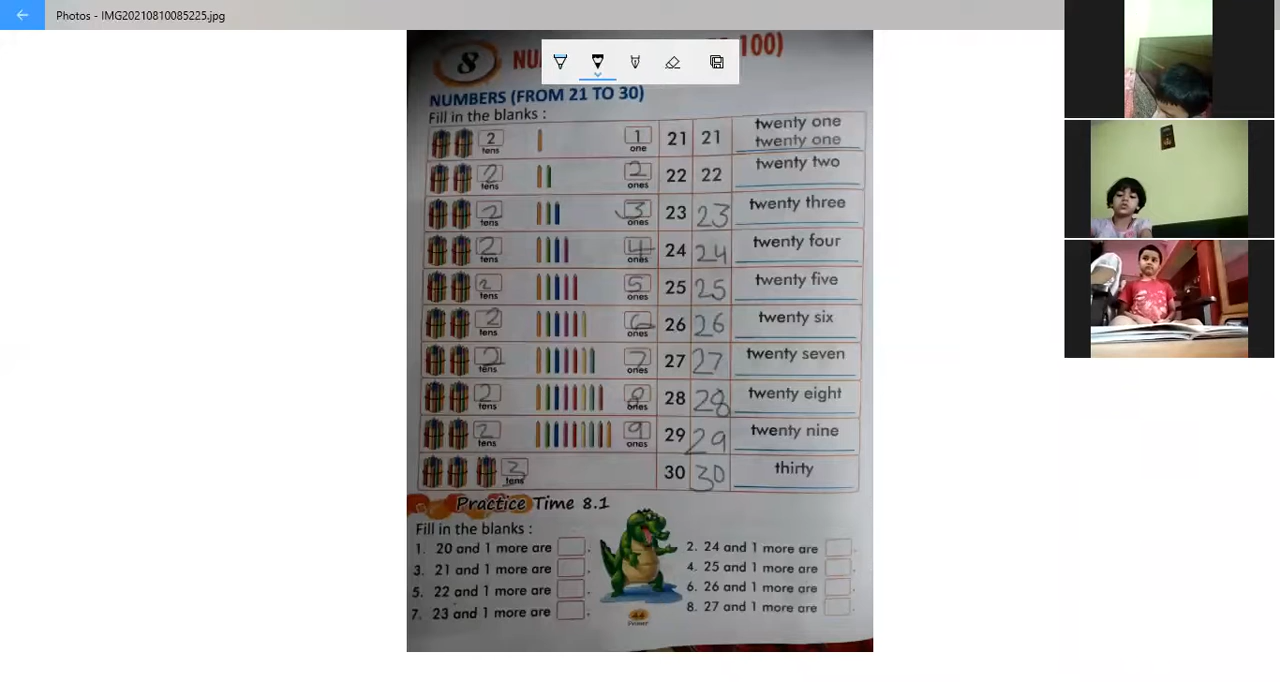 Photos - IMG20210810085225.jpg
8 100)
NUMBERS (FROM 21 TO 30)
Fill in the blanks :
2 tens 1 one 21 21 twenty one
twenty one
2 tens 2 ones 22 22 twenty two
2 tens 3 ones 23 23 twenty three
2 tens 4 ones 24 24 twenty four
2 tens 5 ones 25 25 twenty five
2 tens 6 ones 26 26 twenty six
2 tens 7 ones 27 27 twenty seven
2 tens 8 ones 28 28 twenty eight
2 tens 9 ones 29 29 twenty nine
3 tens 30 30 thirty
Practice Time 8.1
Fill in the blanks :
1. 20 and 1 more are .
2. 24 and 1 more are .
3. 21 and 1 more are .
4. 25 and 1 more are .
5. 22 and 1 more are .
6. 26 and 1 more are .
7. 23 and 1 more are .
8. 27 and 1 more are .
44